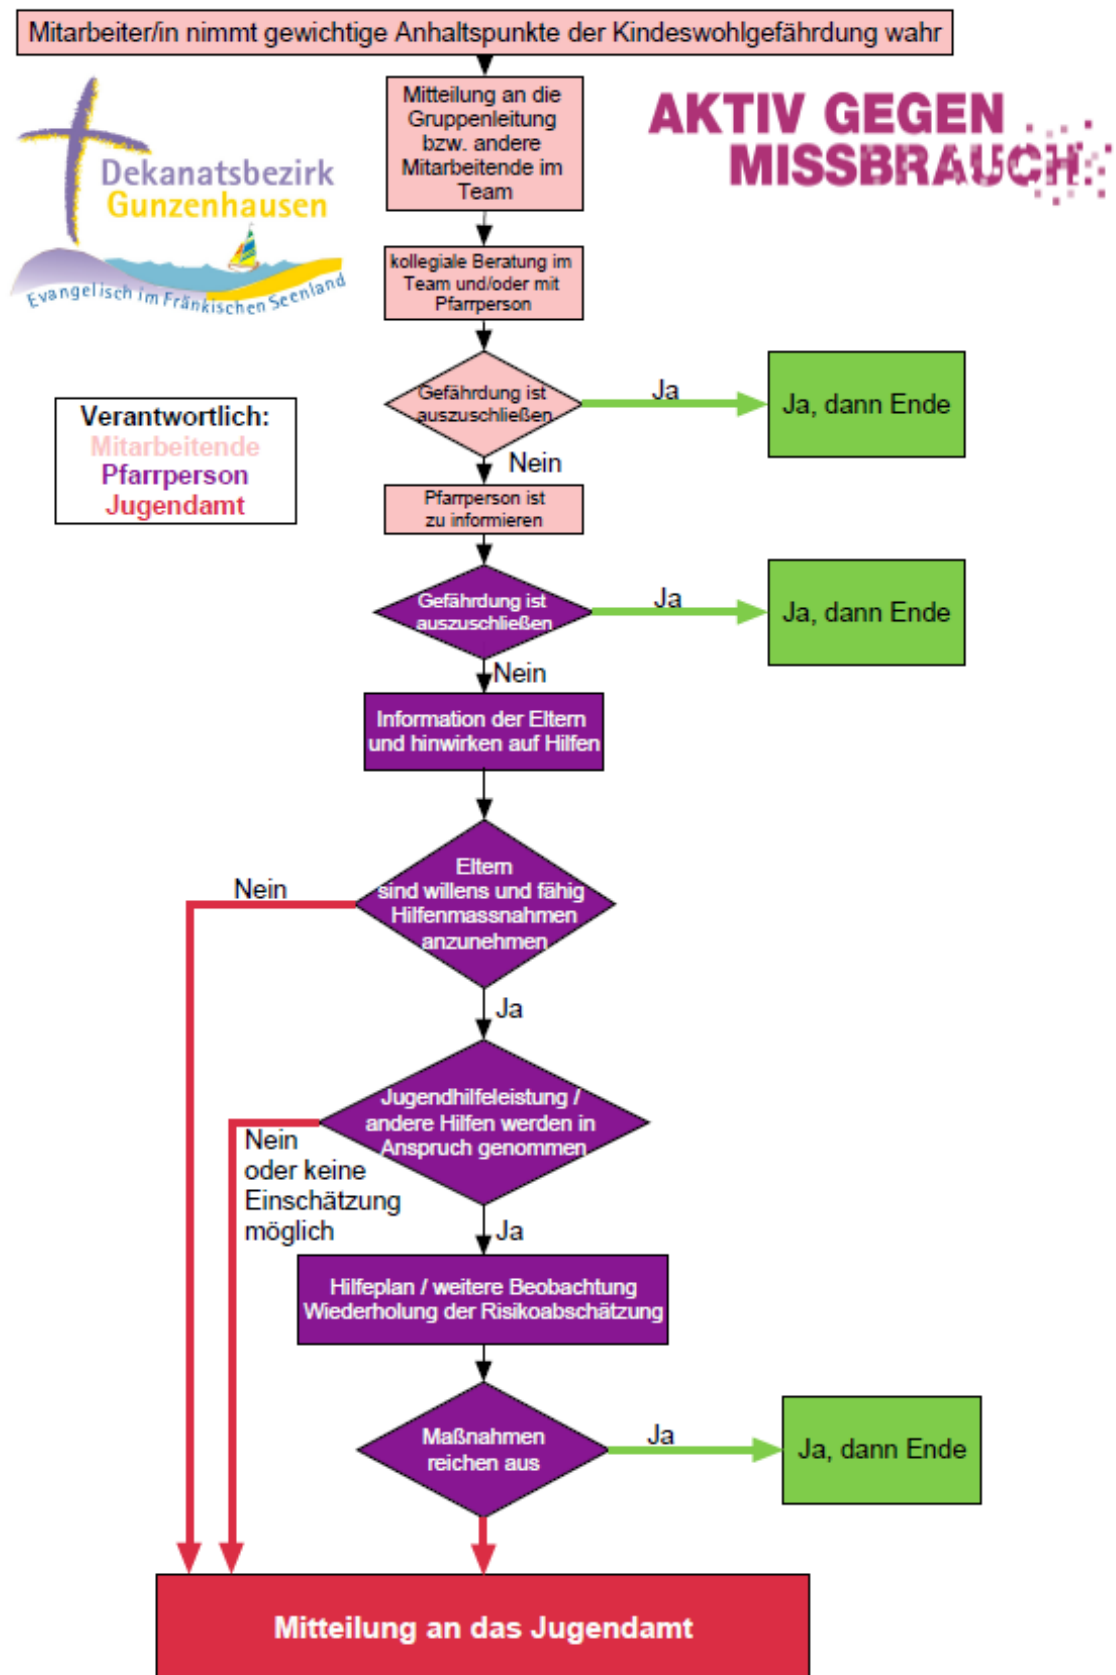 Mitarbeiter/in nimmt gewichtige Anhaltspunkte der Kindeswohlgefährdung wahr
Mitteilung an die
Gruppenleitung
bzw. andere
Mitarbeitende im
Team
Dekanatsbezirk
Gunzenhausen
Evangelisch im Fränkischen Seenland
AKTIV GEGEN
MISSBRAUCH
kollegiale Beratung im
Team und/oder mit
Pfarrperson
Gefährdung ist
auszuschließen
Ja
Ja, dann Ende
Nein
Verantwortlich:
Mitarbeitende
Pfarrperson
Jugendamt
Pfarrperson ist
zu informieren
Gefährdung ist
auszuschließen
Ja
Ja, dann Ende
Nein
Information der Eltern
und hinwirken auf Hilfen
Eltern
sind willens und fähig
Hilfenmassnahmen
anzunehmen
Nein
Ja
Jugendhilfeleistung /
andere Hilfen werden in
Anspruch genommen
Nein
oder keine
Einschätzung
möglich
Ja
Hilfeplan / weitere Beobachtung
Wiederholung der Risikoabschätzung
Maßnahmen
reichen aus
Ja
Ja, dann Ende
Mitteilung an das Jugendamt